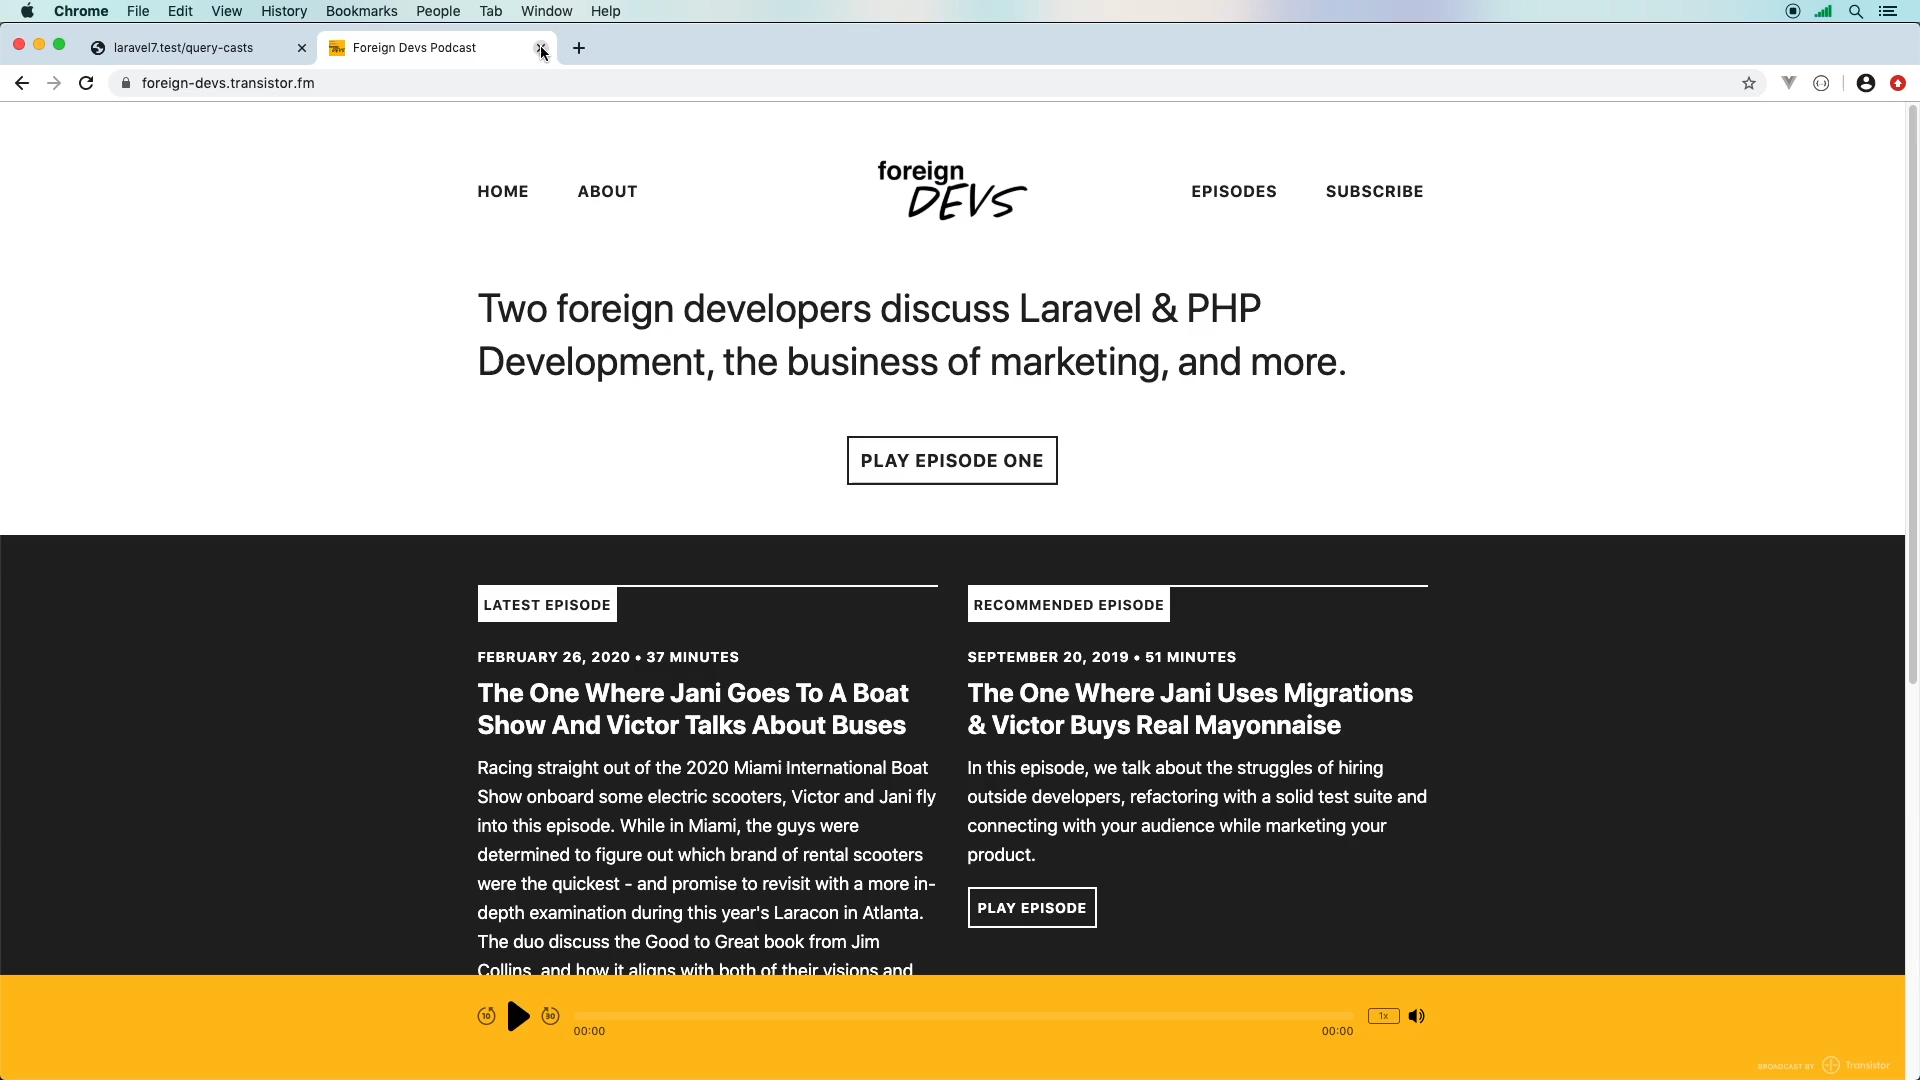 Chrome File Edit View History Bookmarks People Tab Window Help
laravel7.test/query-casts
Foreign Devs Podcast
foreign-devs.transistor.fm
HOME ABOUT
foreign
DEVS
EPISODES SUBSCRIBE
Two foreign developers discuss Laravel & PHP
Development, the business of marketing, and more.
PLAY EPISODE ONE
LATEST EPISODE
FEBRUARY 26, 2020 • 37 MINUTES
The One Where Jani Goes To A Boat
Show And Victor Talks About Buses
Racing straight out of the 2020 Miami International Boat
Show onboard some electric scooters, Victor and Jani fly
into this episode. While in Miami, the guys were
determined to figure out which brand of rental scooters
were the quickest - and promise to revisit with a more in-
depth examination during this year's Laracon in Atlanta.
The duo discuss the Good to Great book from Jim
Collins, and how it aligns with both of their visions and
RECOMMENDED EPISODE
SEPTEMBER 20, 2019 • 51 MINUTES
The One Where Jani Uses Migrations
& Victor Buys Real Mayonnaise
In this episode, we talk about the struggles of hiring
outside developers, refactoring with a solid test suite and
connecting with your audience while marketing your
product.
PLAY EPISODE
10
30
00:00
00:00
1x
BROADCAST BY Transistor